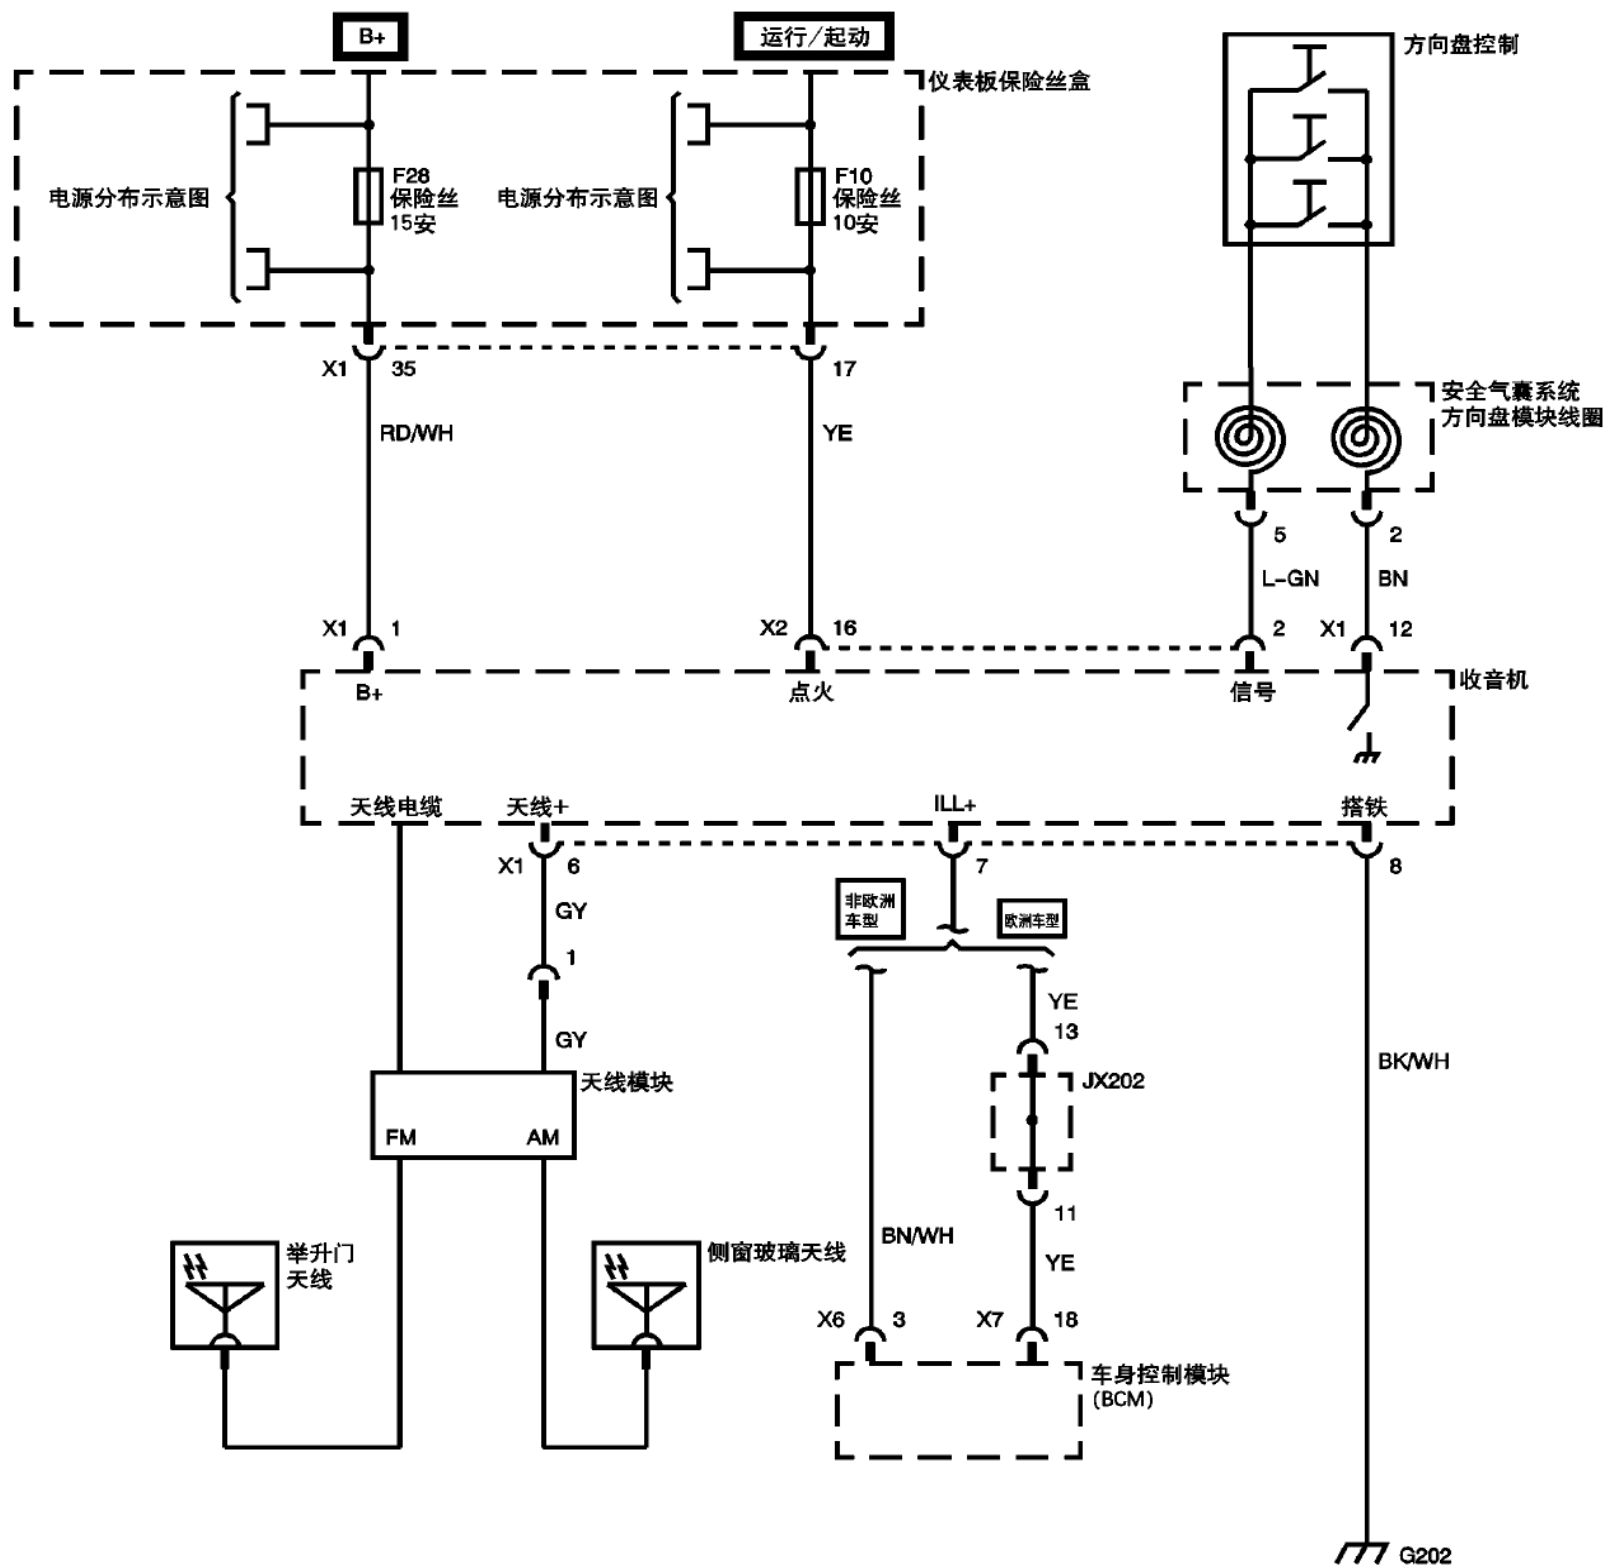 B+
运行/起动
方向盘控制
仪表板保险丝盒
电源分布示意图
F28
保险丝
15安
电源分布示意图
F10
保险丝
10安
X1
35
17
安全气囊系统
方向盘模块线圈
RD/WH
YE
5
2
L-GN
BN
X1
1
X2
16
2
X1
12
B+
点火
信号
收音机
天线电缆
天线+
ILL+
搭铁
X1
6
7
8
非欧洲
车型
欧洲车型
GY
1
YE
13
GY
天线模块
JX202
BK/WH
FM
AM
11
BN/WH
YE
举升门
天线
侧窗玻璃天线
X6
3
X7
18
车身控制模块
(BCM)
G202